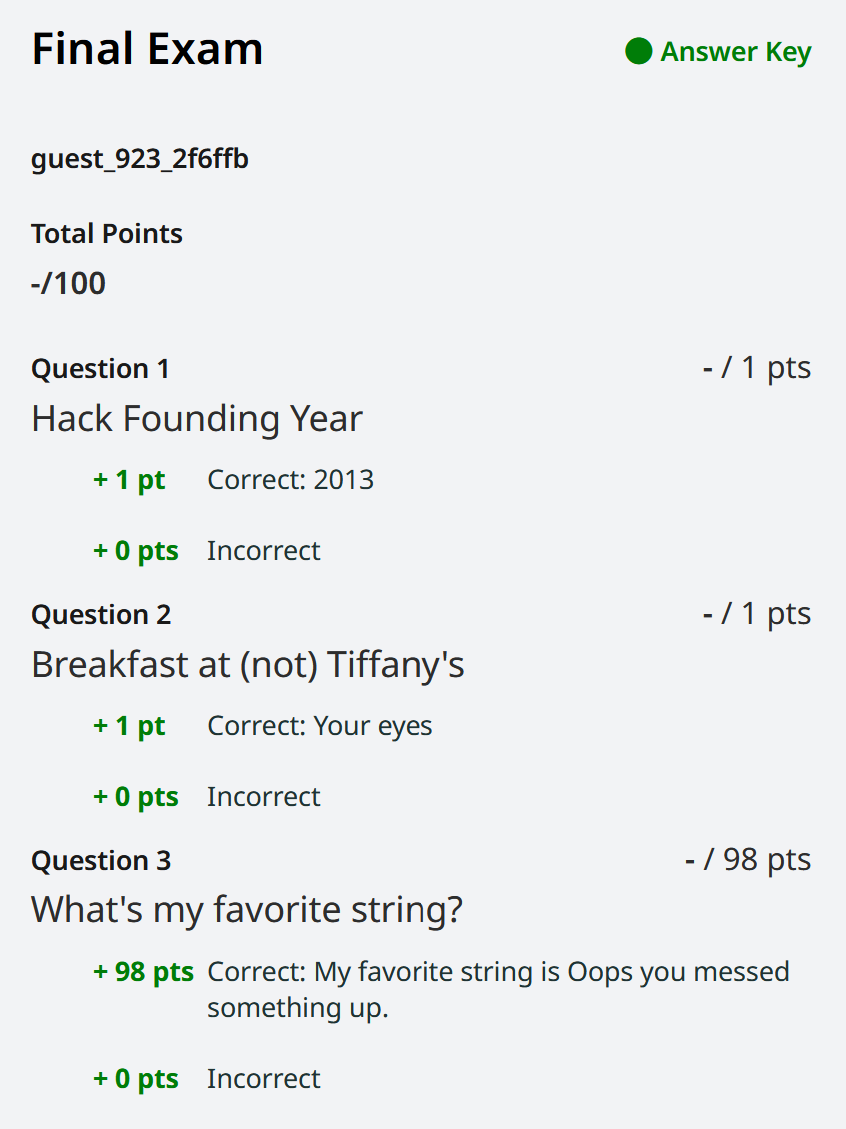 Final Exam
Answer Key
guest_923_2f6ffb
Total Points
-/100
Question 1
- / 1 pts
Hack Founding Year
+ 1 pt Correct: 2013
+ 0 pts Incorrect
Question 2
- / 1 pts
Breakfast at (not) Tiffany's
+ 1 pt Correct: Your eyes
+ 0 pts Incorrect
Question 3
- / 98 pts
What's my favorite string?
+ 98 pts Correct: My favorite string is Oops you messed
something up.
+ 0 pts Incorrect